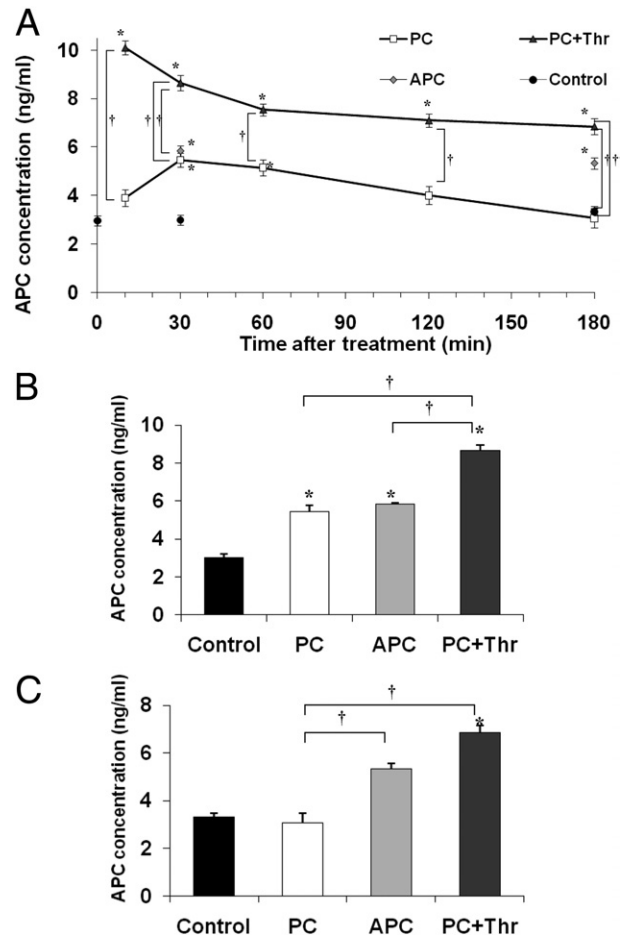 A
PC
PC+Thr
APC
Control
APC concentration (ng/ml)
10
8
6
4
2
0
* * * * * * * * * *
† † † † † † †
0 30 60 90 120 150 180
Time after treatment (min)
B
APC concentration (ng/ml)
†
†
*
* *
10
8
6
4
2
0
Control PC APC PC+Thr
C
APC concentration (ng/ml)
†
†
*
8
6
4
2
0
Control PC APC PC+Thr